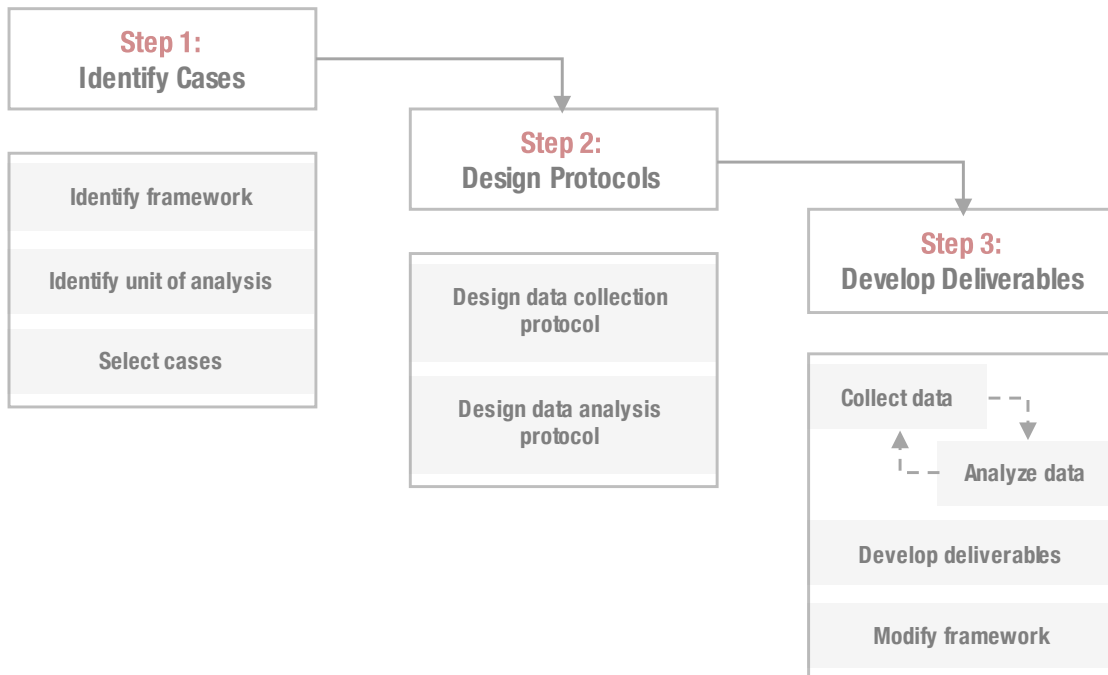 Step 1:
Identify Cases
Identify framework
Identify unit of analysis
Select cases
Step 2:
Design Protocols
Design data collection
protocol
Design data analysis
protocol
Step 3:
Develop Deliverables
Collect data
Analyze data
Develop deliverables
Modify framework